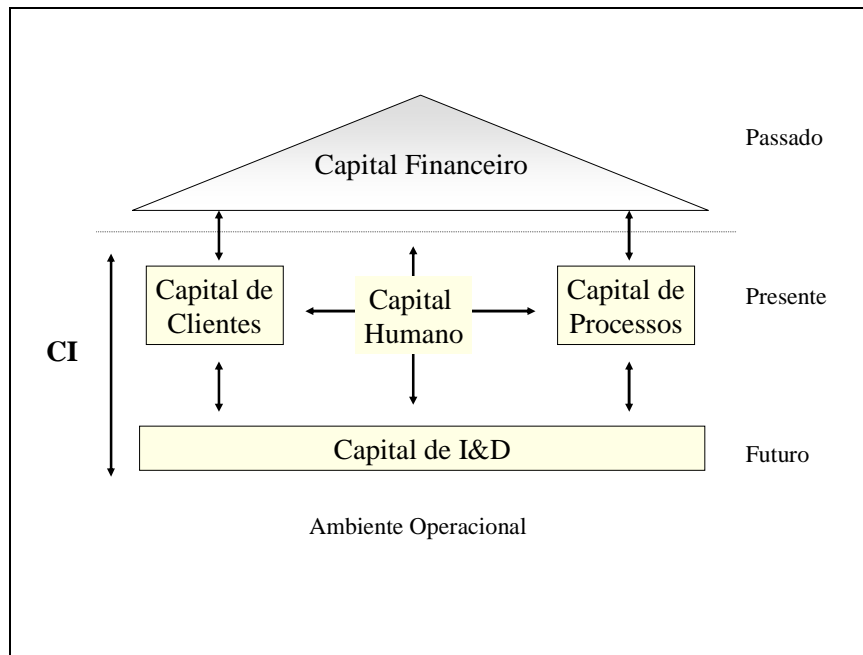 Passado
Capital Financeiro
Capital de
Clientes
Capital
Humano
Capital de
Processos
Presente
CI
Capital de I&D
Futuro
Ambiente Operacional